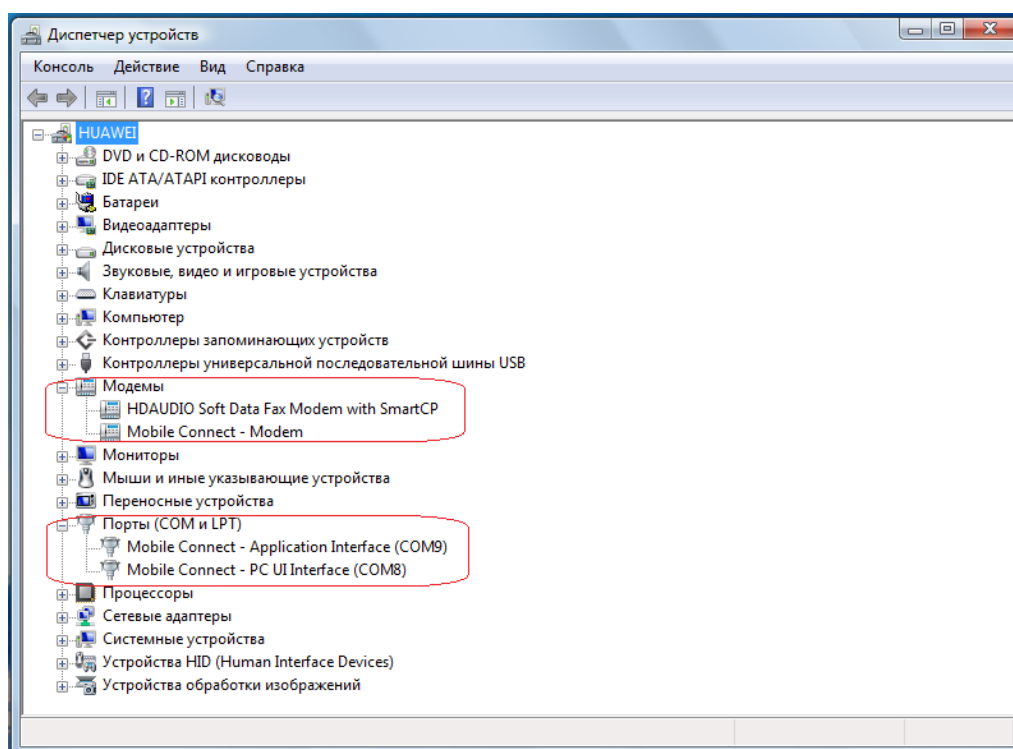 Диспетчер устройств
Консоль Действие Вид Справка
HUAWEI
DVD и CD-ROM дисководы
IDE ATA/ATAPI контроллеры
Батареи
Видеоадаптеры
Дисковые устройства
Звуковые, видео и игровые устройства
Клавиатуры
Компьютер
Контроллеры запоминающих устройств
Контроллеры универсальной последовательной шины USB
Модемы
HDAUDIO Soft Data Fax Modem with SmartCP
Mobile Connect - Modem
Мониторы
Мыши и иные указывающие устройства
Переносные устройства
Порты (COM и LPT)
Mobile Connect - Application Interface (COM9)
Mobile Connect - PC UI Interface (COM8)
Процессоры
Сетевые адаптеры
Системные устройства
Устройства HID (Human Interface Devices)
Устройства обработки изображений